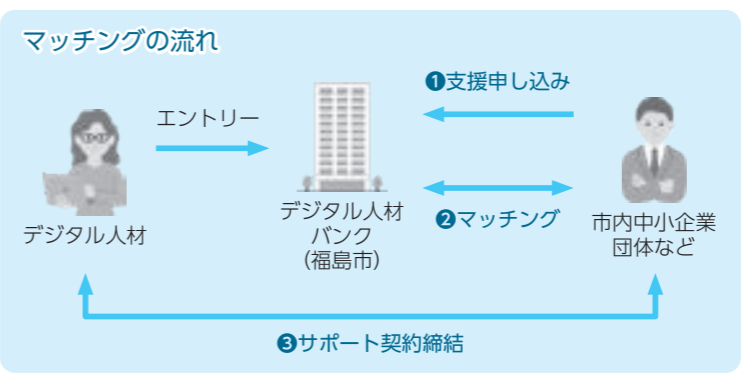 マッチングの流れ
❶支援申し込み
エントリー
デジタル人材
デジタル人材
バンク
（福島市）
❷マッチング
市内中小企業
団体など
❸サポート契約締結